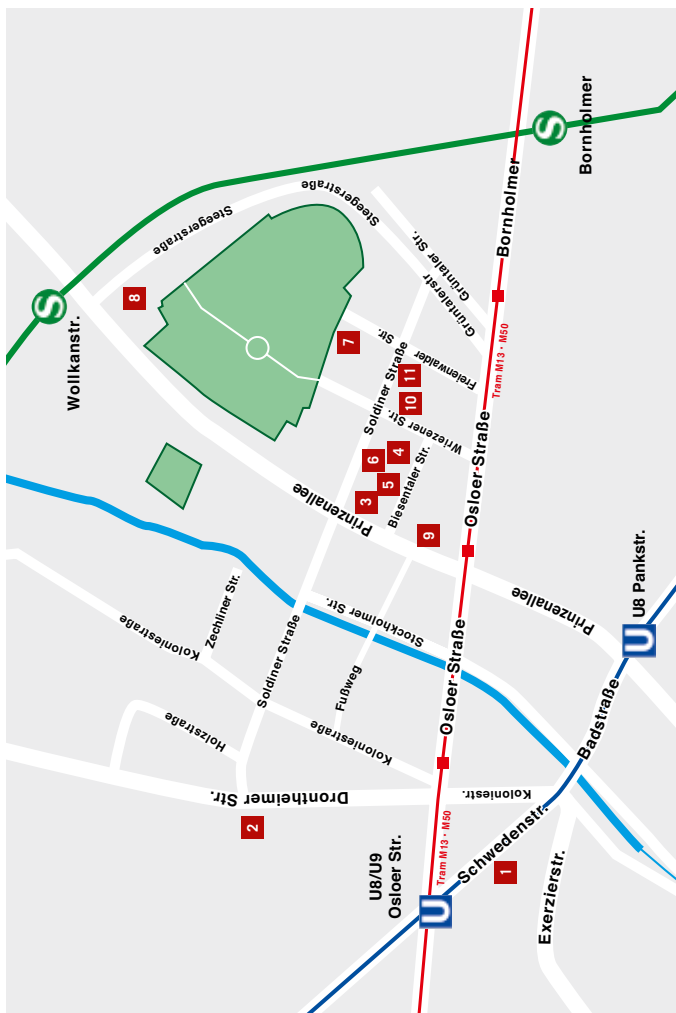 S
Wollkanstr.
8
Steegerstraße
Steegerstraße
S
Bornholmer
Bornholmer
Grüntaler Str.
Grüntalerstr
Tram M13 · M50
7
Freienwalder
Str.
Soldiner Straße
11
10
Wriezener Str.
6
4
5
3
Biesentaler Str.
9
Prinzenallee
Osloer Straße
Prinzenallee
U
U8 Pankstr.
Zechliner Str.
Koloniestraße
Soldiner Straße
Stockholmer Str.
Fußweg
Osloer Straße
Holzstraße
Koloniestraße
Drontheimer Str.
2
Koloniestr.
Badstraße
U8/U9
Osloer Str.
U
Tram M13 · M50
Schwedenstr.
1
Exerzierstr.